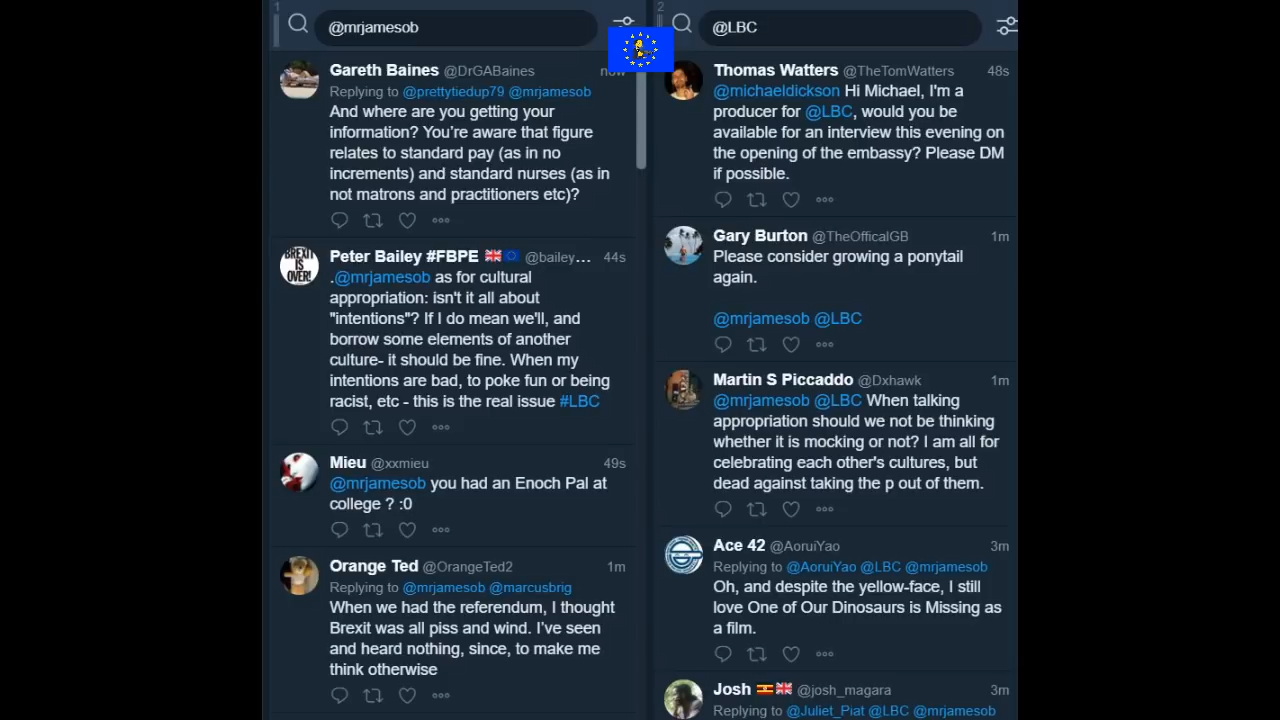 1
@mrjamesob
Gareth Baines @DrGABaines now
Replying to @prettytiedup79 @mrjamesob
And where are you getting your
information? You're aware that figure
relates to standard pay (as in no
increments) and standard nurses (as in
not matrons and practitioners etc)?
Peter Bailey #FBPE @bailey... 44s
.@mrjamesob as for cultural
appropriation: isn't it all about
"intentions"? If I do mean we'll, and
borrow some elements of another
culture- it should be fine. When my
intentions are bad, to poke fun or being
racist, etc - this is the real issue #LBC
BREXIT
IS
OVER!
Mieu @xxmieu 49s
@mrjamesob you had an Enoch Pal at
college ? :0
Orange Ted @OrangeTed2 1m
Replying to @mrjamesob @marcusbrig
When we had the referendum, I thought
Brexit was all piss and wind. I've seen
and heard nothing, since, to make me
think otherwise
2
@LBC
Thomas Watters @TheTomWatters 48s
@michaeldickson Hi Michael, I'm a
producer for @LBC, would you be
available for an interview this evening on
the opening of the embassy? Please DM
if possible.
Gary Burton @TheOfficalGB 1m
Please consider growing a ponytail
again.
@mrjamesob @LBC
Martin S Piccaddo @Dxhawk 1m
@mrjamesob @LBC When talking
appropriation should we not be thinking
whether it is mocking or not? I am all for
celebrating each other's cultures, but
dead against taking the p out of them.
Ace 42 @AoruiYao 3m
Replying to @AoruiYao @LBC @mrjamesob
Oh, and despite the yellow-face, I still
love One of Our Dinosaurs is Missing as
a film.
Josh @josh_magara 3m
Replying to @Juliet_Piat @LBC @mrjamesob